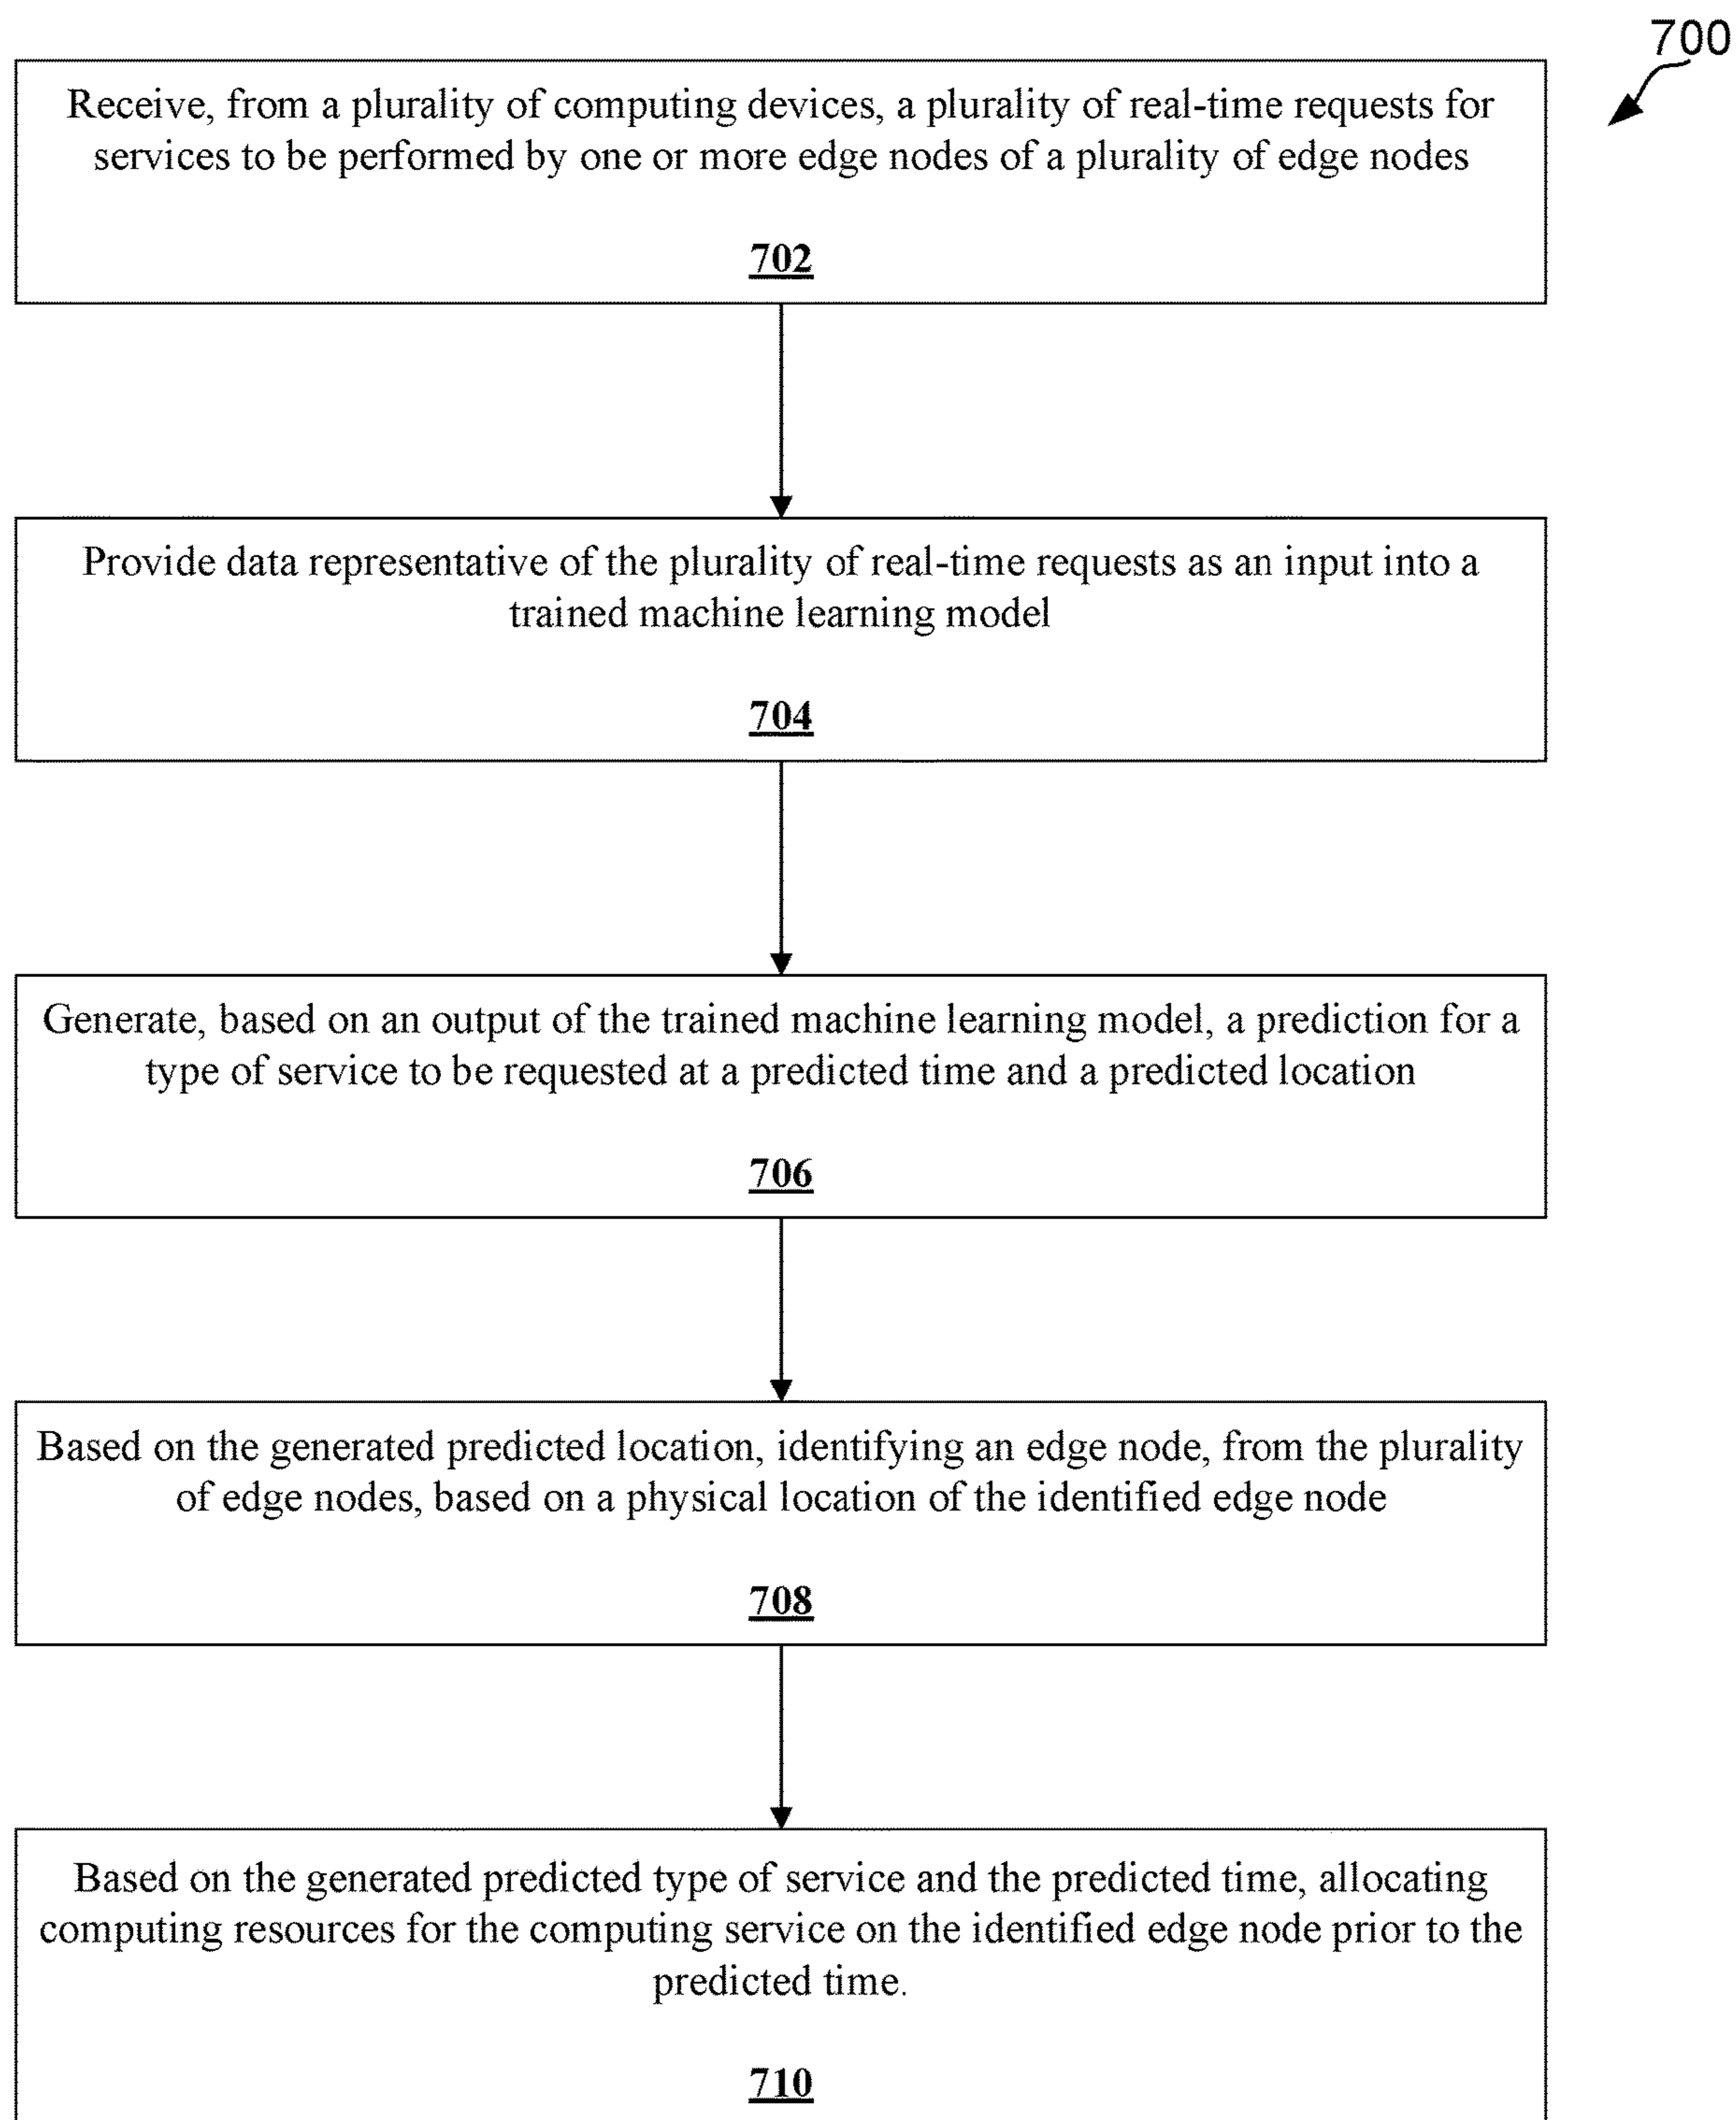 700
Receive, from a plurality of computing devices, a plurality of real-time requests for
services to be performed by one or more edge nodes of a plurality of edge nodes
702
Provide data representative of the plurality of real-time requests as an input into a
trained machine learning model
704
Generate, based on an output of the trained machine learning model, a prediction for a
type of service to be requested at a predicted time and a predicted location
706
Based on the generated predicted location, identifying an edge node, from the plurality
of edge nodes, based on a physical location of the identified edge node
708
Based on the generated predicted type of service and the predicted time, allocating
computing resources for the computing service on the identified edge node prior to the
predicted time.
710